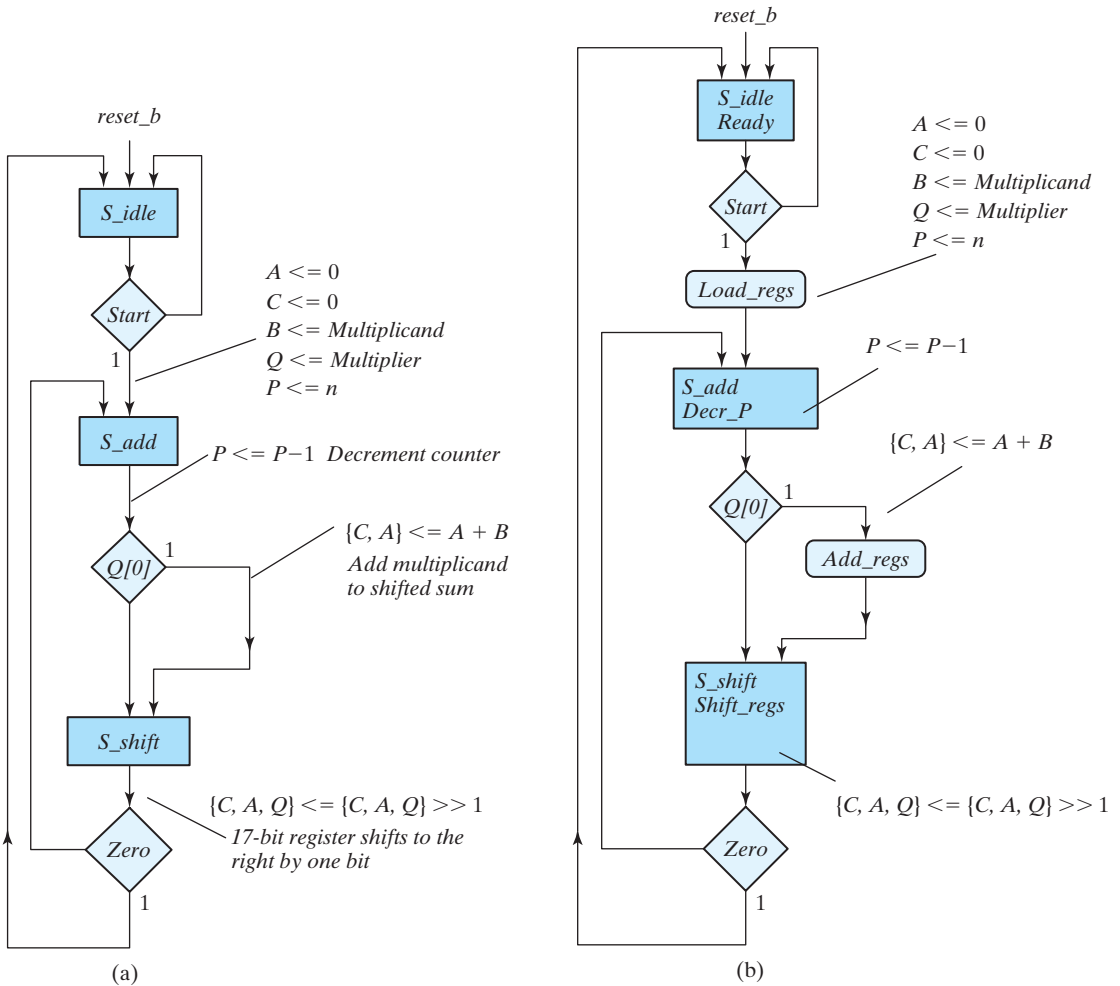 reset_b
S_idle
Start
1
A <= 0
C <= 0
B <= Multiplicand
Q <= Multiplier
P <= n
S_add
P <= P−1 Decrement counter
Q[0]
1
{C, A} <= A + B
Add multiplicand
to shifted sum
S_shift
{C, A, Q} <= {C, A, Q} >> 1
17-bit register shifts to the
right by one bit
Zero
1
(a)
reset_b
S_idle
Ready
Start
1
A <= 0
C <= 0
B <= Multiplicand
Q <= Multiplier
P <= n
Load_regs
P <= P−1
S_add
Decr_P
{C, A} <= A + B
Q[0]
1
Add_regs
S_shift
Shift_regs
{C, A, Q} <= {C, A, Q} >> 1
Zero
1
(b)